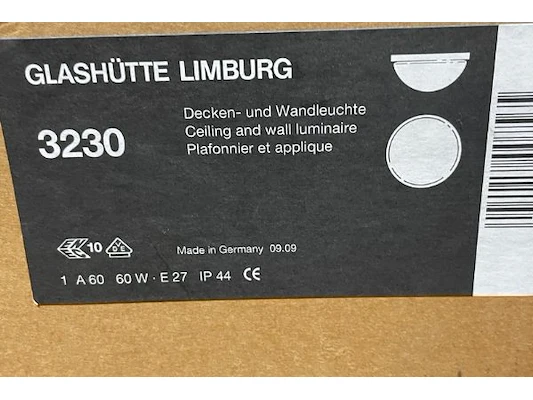 GLASHÜTTE LIMBURG
3230
Decken- und Wandleuchte
Ceiling and wall luminaire
Plafonnier et applique
10 VDE
Made in Germany 09.09
1 A 60 60 W · E 27 IP 44 CE